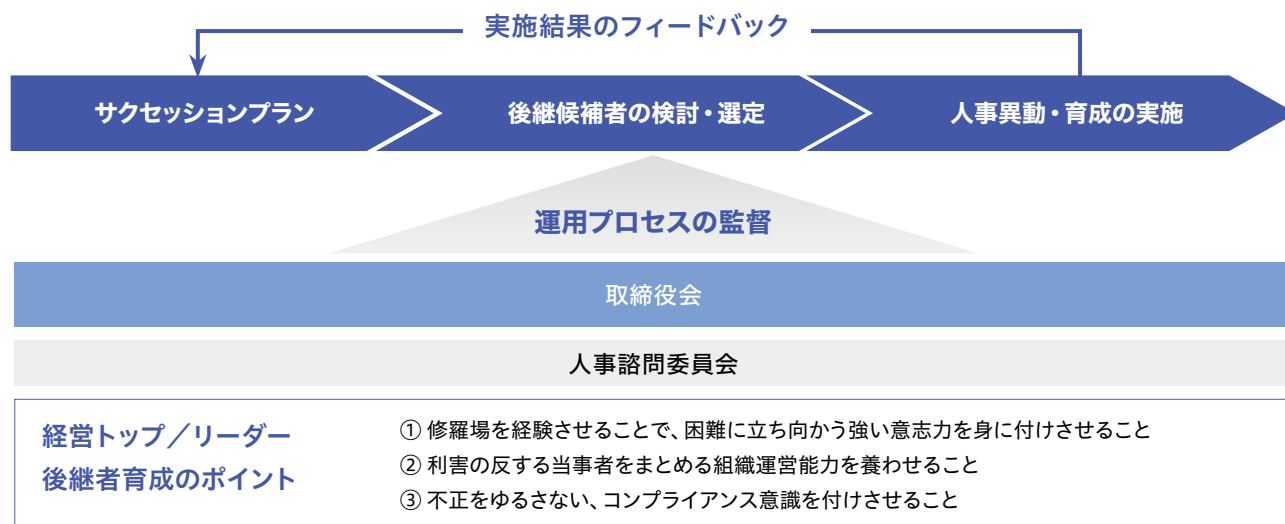 実施結果のフィードバック
サクセッションプラン
後継候補者の検討・選定
人事異動・育成の実施
運用プロセスの監督
取締役会
人事諮問委員会
経営トップ／リーダー
後継者育成のポイント
① 修羅場を経験させることで、困難に立ち向かう強い意志力を身に付けさせること
② 利害の反する当事者をまとめる組織運営能力を養わせること
③ 不正をゆるさない、コンプライアンス意識を付けさせること